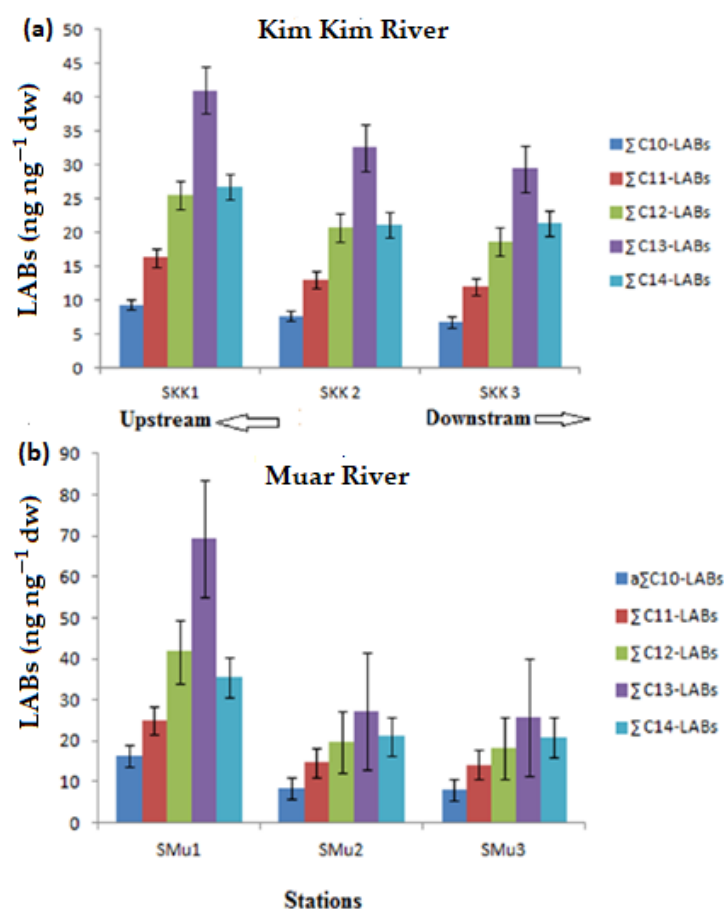 (a) Kim Kim River
LABs (ng ng⁻¹ dw)
50
45
40
35
30
25
20
15
10
5
0
∑C10-LABs
∑C11-LABs
∑C12-LABs
∑C13-LABs
∑C14-LABs
SKK1 SKK 2 SKK 3
Upstream Downstram
(b) Muar River
LABs (ng ng⁻¹ dw)
90
80
70
60
50
40
30
20
10
0
a∑C10-LABs
∑C11-LABs
∑C12-LABs
∑C13-LABs
∑C14-LABs
SMu1 SMu2 SMu3
Stations